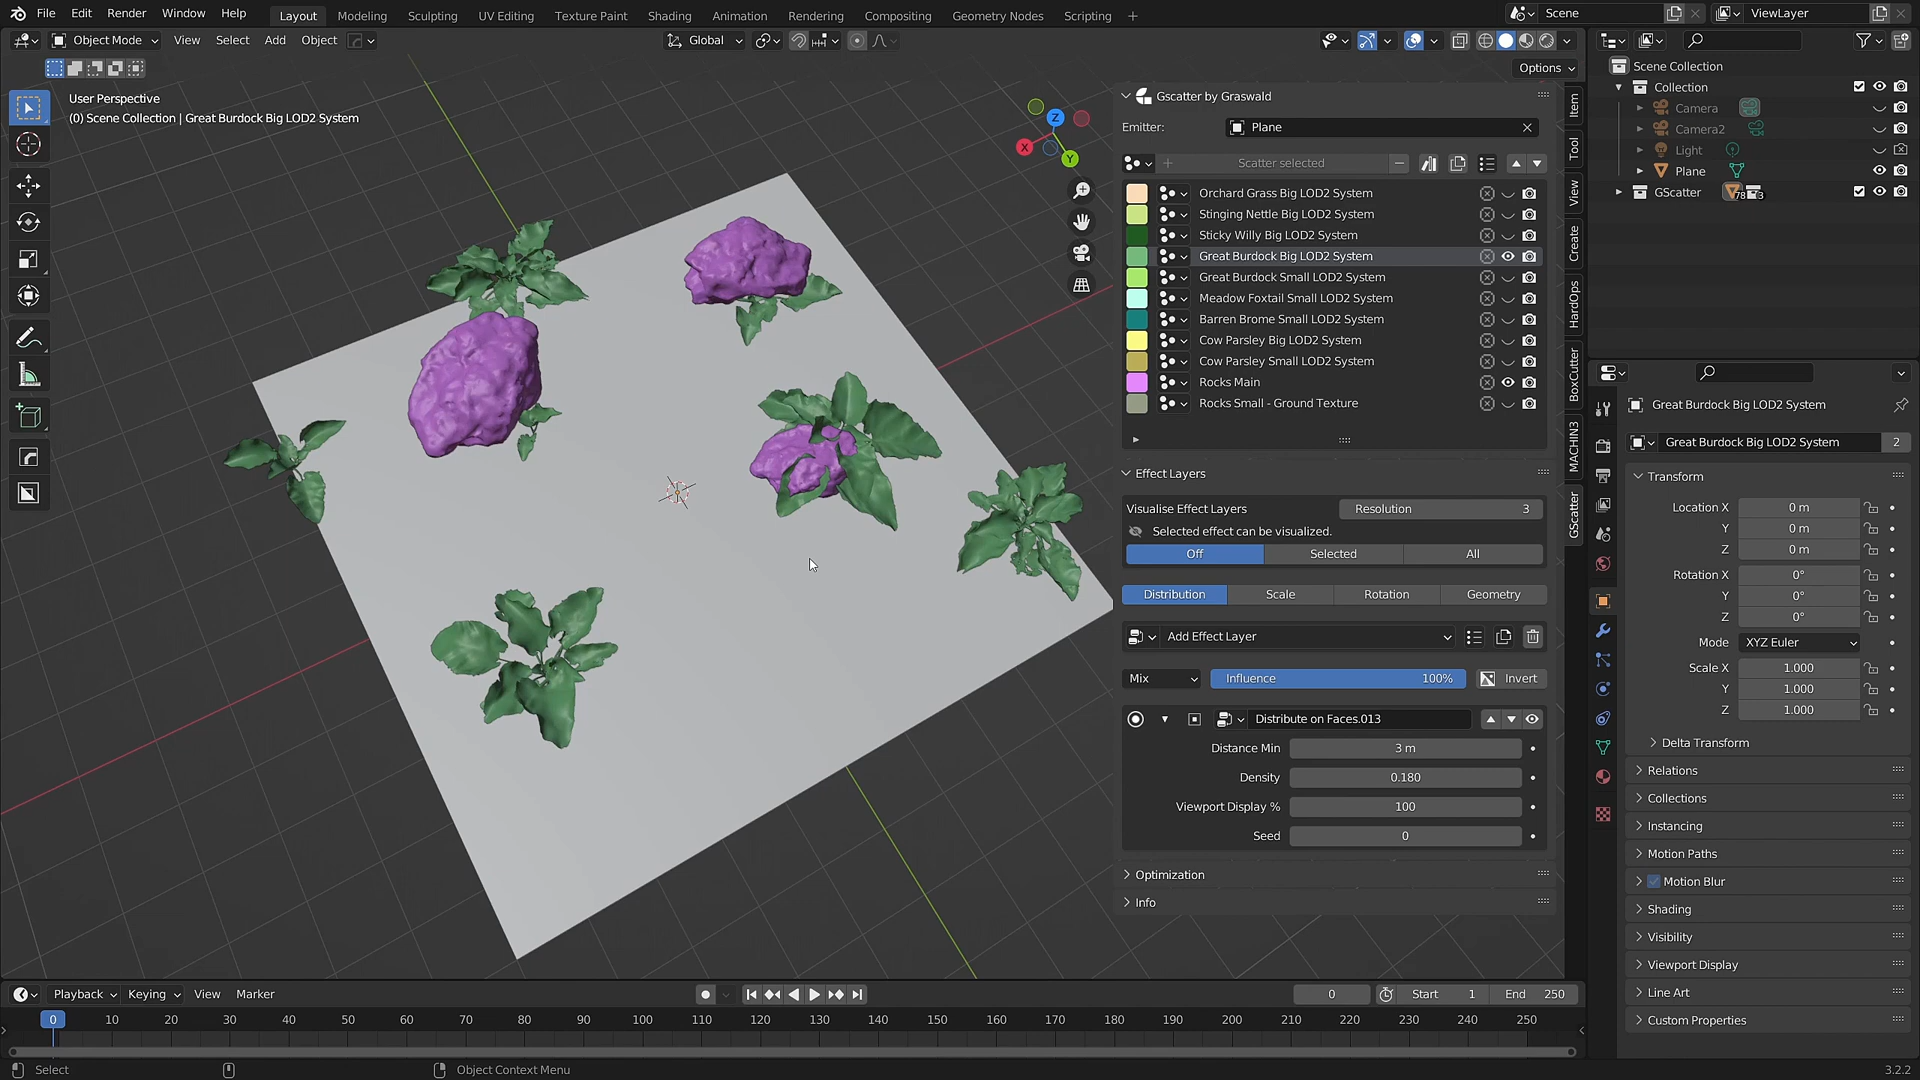 File Edit Render Window Help Layout Modeling Sculpting UV Editing Texture Paint Shading Animation Rendering Compositing Geometry Nodes Scripting + Scene ViewLayer
Object Mode View Select Add Object Global
Options
User Perspective
(0) Scene Collection | Great Burdock Big LOD2 System
Z
X
Y
Gscatter by Graswald
Emitter: Plane
Scatter selected
Orchard Grass Big LOD2 System
Stinging Nettle Big LOD2 System
Sticky Willy Big LOD2 System
Great Burdock Big LOD2 System
Great Burdock Small LOD2 System
Meadow Foxtail Small LOD2 System
Barren Brome Small LOD2 System
Cow Parsley Big LOD2 System
Cow Parsley Small LOD2 System
Rocks Main
Rocks Small - Ground Texture
Effect Layers
Visualise Effect Layers Resolution 3
Selected effect can be visualized.
Off Selected All
Distribution Scale Rotation Geometry
Add Effect Layer
Mix Influence 100% Invert
Distribute on Faces.013
Distance Min 3 m
Density 0.180
Viewport Display % 100
Seed 0
Optimization
Info
Item
Tool
View
Create
HardOps
BoxCutter
MACHIN3
GScatter
Scene Collection
Collection
Camera
Camera2
Light
Plane
GScatter 78 3
Great Burdock Big LOD2 System
Great Burdock Big LOD2 System 2
Transform
Location X 0 m
Y 0 m
Z 0 m
Rotation X 0°
Y 0°
Z 0°
Mode XYZ Euler
Scale X 1.000
Y 1.000
Z 1.000
Delta Transform
Relations
Collections
Instancing
Motion Paths
Motion Blur
Shading
Visibility
Viewport Display
Line Art
Custom Properties
Playback Keying View Marker 0 Start 1 End 250
0 10 20 30 40 50 60 70 80 90 100 110 120 130 140 150 160 170 180 190 200 210 220 230 240 250
Select Object Context Menu 3.2.2